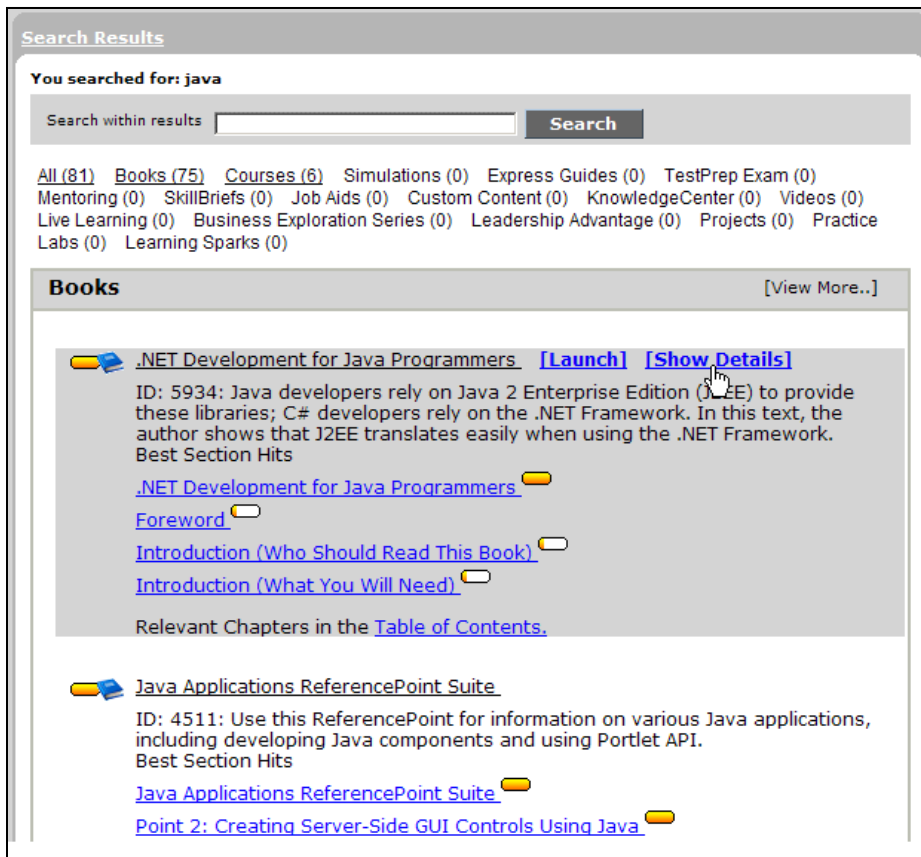 Search Results
You searched for: java
Search within results Search
All (81) Books (75) Courses (6) Simulations (0) Express Guides (0) TestPrep Exam (0)
Mentoring (0) SkillBriefs (0) Job Aids (0) Custom Content (0) KnowledgeCenter (0) Videos (0)
Live Learning (0) Business Exploration Series (0) Leadership Advantage (0) Projects (0) Practice
Labs (0) Learning Sparks (0)
Books [View More..]
.NET Development for Java Programmers [Launch] [Show Details]
ID: 5934: Java developers rely on Java 2 Enterprise Edition (J2EE) to provide
these libraries; C# developers rely on the .NET Framework. In this text, the
author shows that J2EE translates easily when using the .NET Framework.
Best Section Hits
.NET Development for Java Programmers
Foreword
Introduction (Who Should Read This Book)
Introduction (What You Will Need)
Relevant Chapters in the Table of Contents.
Java Applications ReferencePoint Suite
ID: 4511: Use this ReferencePoint for information on various Java applications,
including developing Java components and using Portlet API.
Best Section Hits
Java Applications ReferencePoint Suite
Point 2: Creating Server-Side GUI Controls Using Java